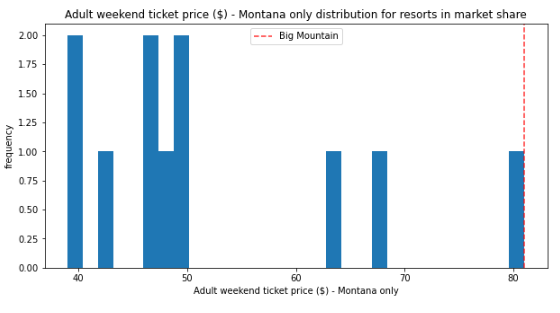 Adult weekend ticket price ($) - Montana only distribution for resorts in market share
Big Mountain
2.00
1.75
1.50
1.25
1.00
0.75
0.50
0.25
0.00
frequency
40 50 60 70 80
Adult weekend ticket price ($) - Montana only